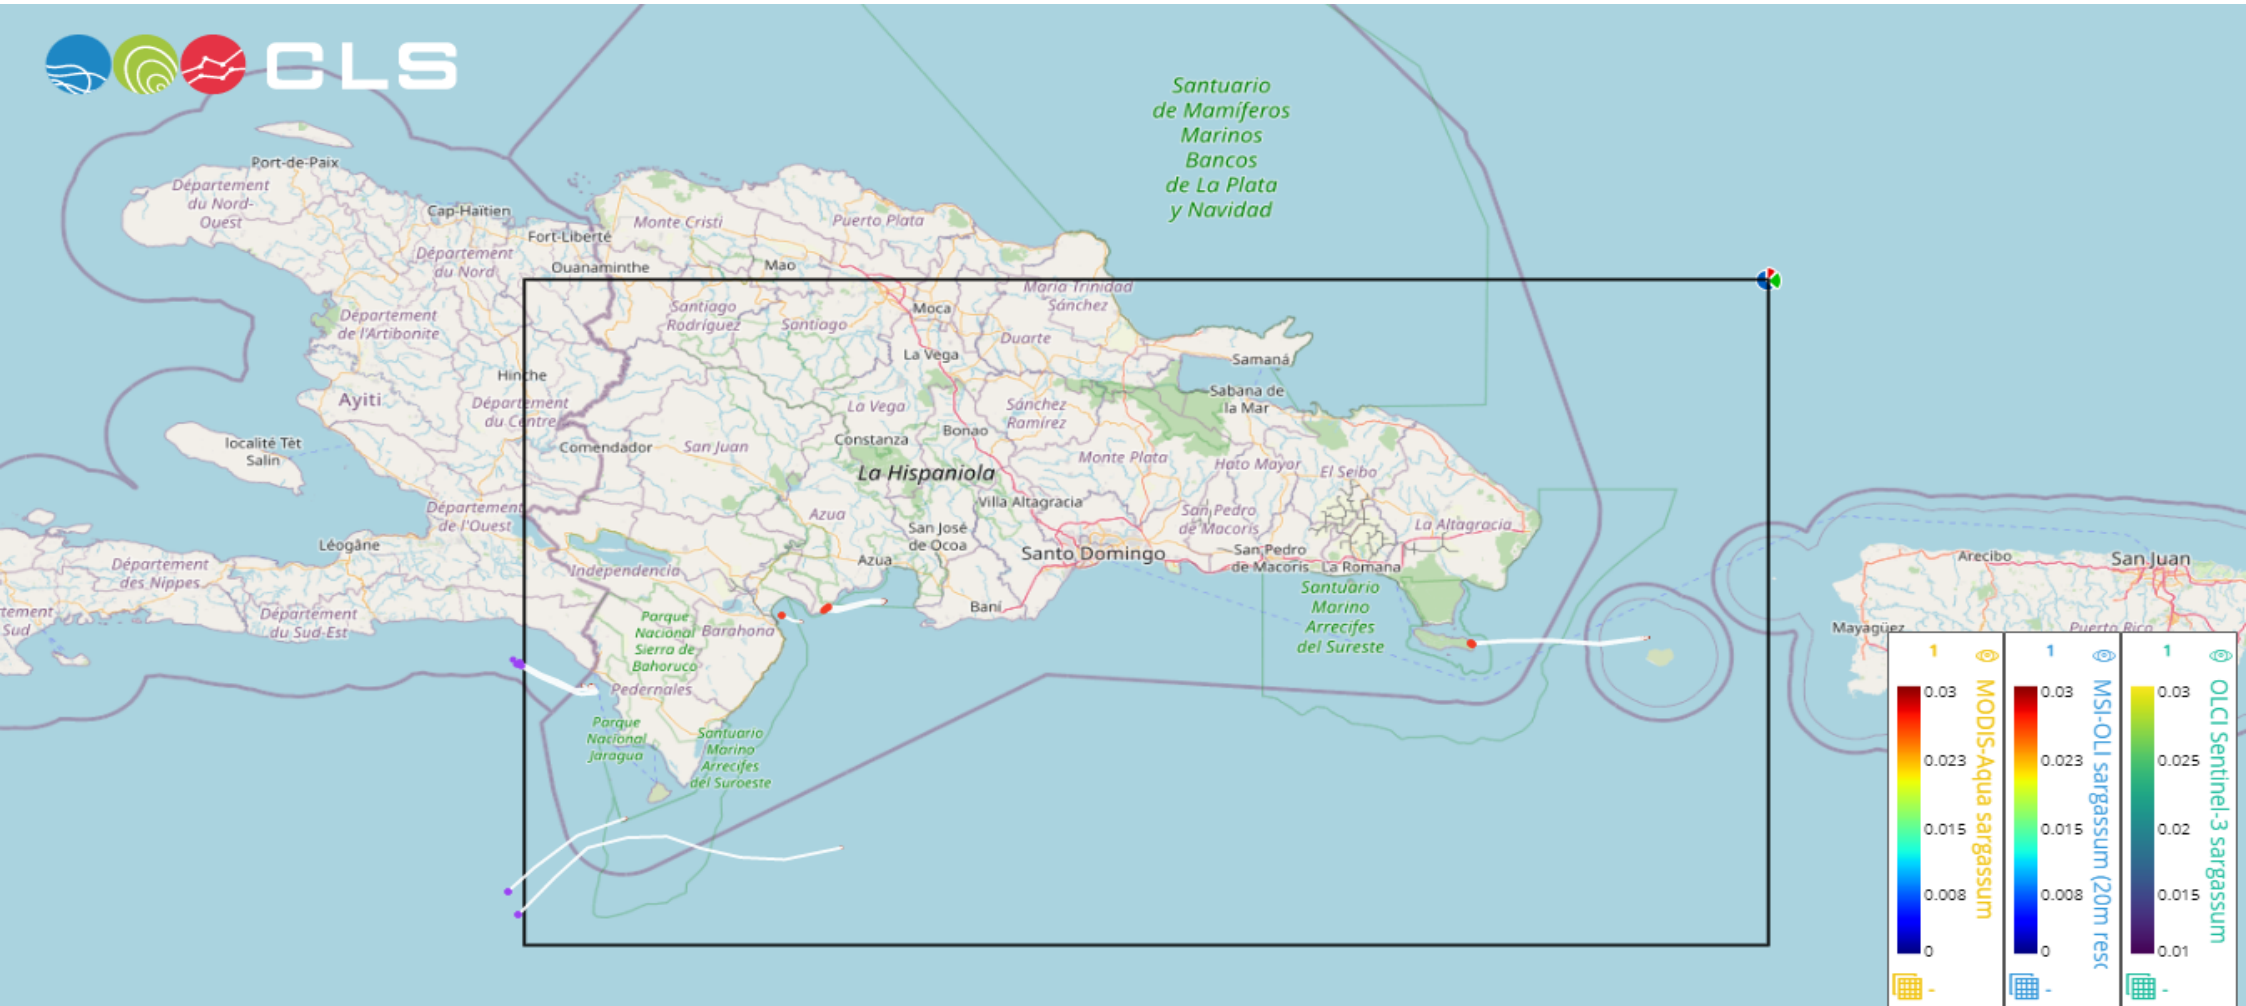 CLS
Santuario
de Mamíferos
Marinos
Bancos
de La Plata
y Navidad
Port-de-Paix
Département
du Nord-
Ouest
Cap-Haïtien
Fort-Liberté
Ouanaminthe
Département
du Nord
Monte Cristi
Puerto Plata
Mao
María Trinidad
Sánchez
Santiago
Rodríguez
Santiago
Moca
Duarte
Département
de l'Artibonite
La Vega
Samaná
Hinche
Sabana de
la Mar
Ayiti
Département
du Centre
La Vega
Sánchez
Ramírez
localité Tèt
Salin
Comendador
San Juan
Constanza
Bonao
La Hispaniola
Monte Plata
Hato Mayor
El Seibo
Villa Altagracia
Département
de l'Ouest
Azua
San José
de Ocoa
San Pedro
de Macorís
La Altagracia
Léogâne
Santo Domingo
San Pedro
de Macorís
La Romana
Arecibo
San Juan
Département
des Nippes
Independencia
Azua
Baní
Santuario
Marino
Arrecifes
del Sureste
tement
Sud
Département
du Sud-Est
Parque
Nacional
Sierra de
Bahoruco
Barahona
Mayagüez
Puerto Rico
Pedernales
Parque
Nacional
Jaragua
Santuario
Marino
Arrecifes
del Suroeste
1
0.03
0.023
0.015
0.008
0
MODIS-Aqua sargassum
-
1
0.03
0.023
0.015
0.008
0
MSI-OLI sargassum (20m resc
-
1
0.03
0.025
0.02
0.015
0.01
OLCI Sentinel-3 sargassum
-